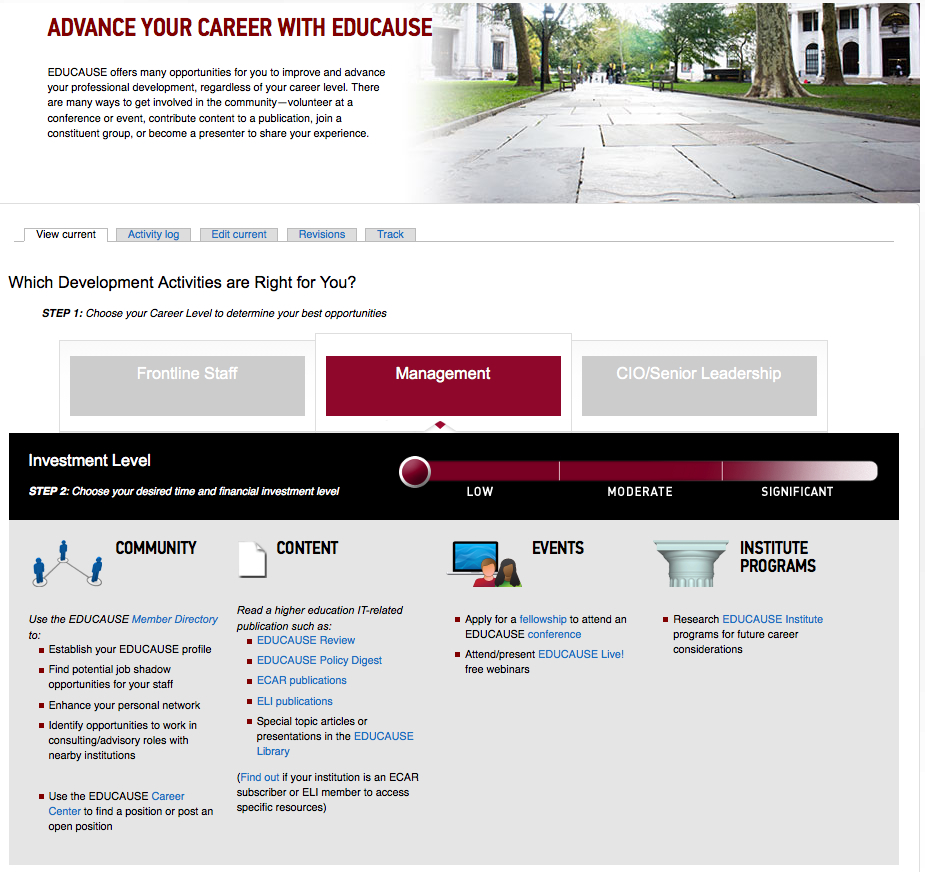 ADVANCE YOUR CAREER WITH EDUCAUSE
EDUCAUSE offers many opportunities for you to improve and advance
your professional development, regardless of your career level. There
are many ways to get involved in the community—volunteer at a
conference or event, contribute content to a publication, join a
constituent group, or become a presenter to share your experience.
View current
Activity log
Edit current
Revisions
Track
Which Development Activities are Right for You?
STEP 1: Choose your Career Level to determine your best opportunities
Frontline Staff
Management
CIO/Senior Leadership
Investment Level
STEP 2: Choose your desired time and financial investment level
LOW
MODERATE
SIGNIFICANT
COMMUNITY
Use the EDUCAUSE Member Directory
to:
Establish your EDUCAUSE profile
Find potential job shadow
opportunities for your staff
Enhance your personal network
Identify opportunities to work in
consulting/advisory roles with
nearby institutions
Use the EDUCAUSE Career
Center to find a position or post an
open position
CONTENT
Read a higher education IT-related
publication such as:
EDUCAUSE Review
EDUCAUSE Policy Digest
ECAR publications
ELI publications
Special topic articles or
presentations in the EDUCAUSE
Library
(Find out if your institution is an ECAR
subscriber or ELI member to access
specific resources)
EVENTS
Apply for a fellowship to attend an
EDUCAUSE conference
Attend/present EDUCAUSE Live!
free webinars
INSTITUTE
PROGRAMS
Research EDUCAUSE Institute
programs for future career
considerations